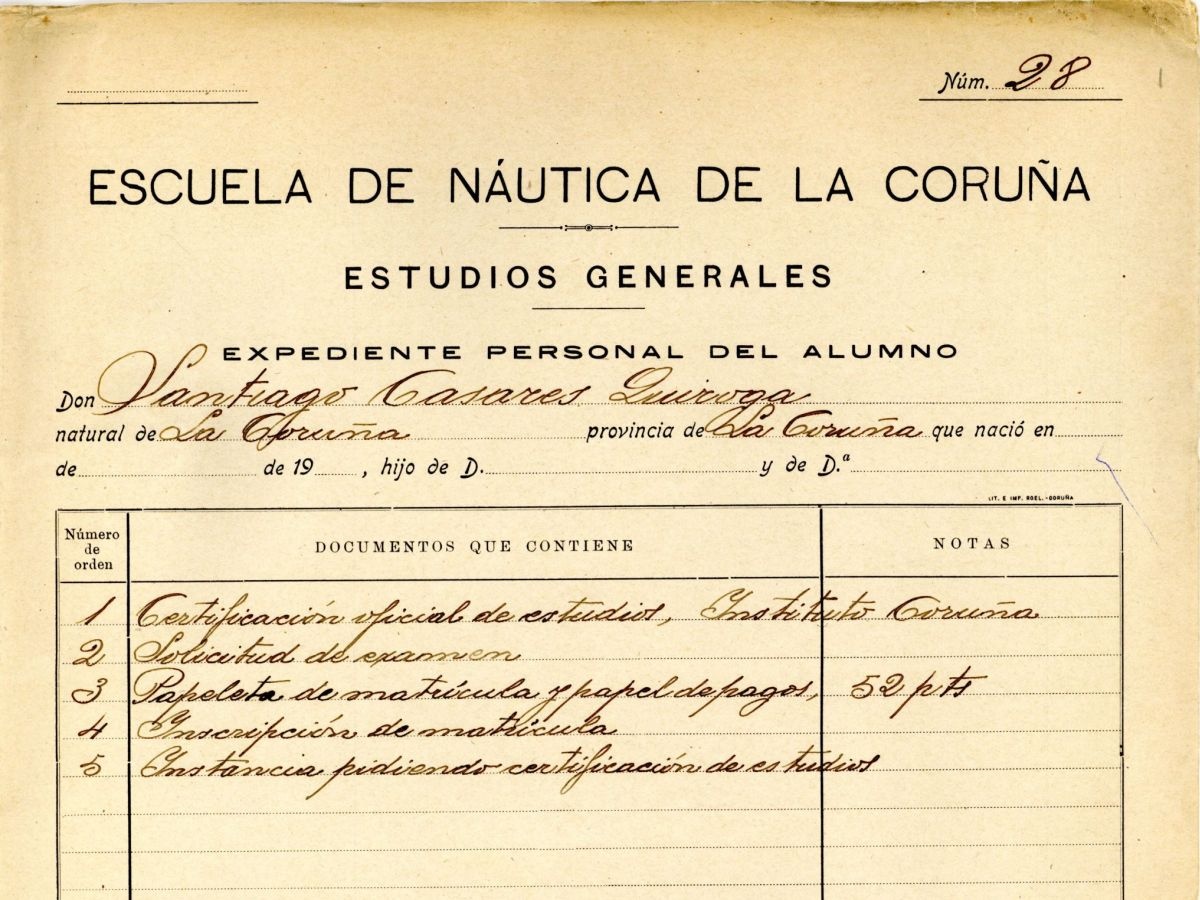 Núm. 28
ESCUELA DE NÁUTICA DE LA CORUÑA
ESTUDIOS GENERALES
EXPEDIENTE PERSONAL DEL ALUMNO
Don Santiago Casares Quiroga
natural de La Coruña provincia de La Coruña que nació en
de de 19 , hijo de D. y de D.ª
LIT. E IMP. ROEL.-CORUÑA
Número de orden DOCUMENTOS QUE CONTIENE NOTAS
1 Certificación oficial de estudios, Instituto Coruña
2 Solicitud de examen
3 Papeleta de matrícula y papel de pagos, 52 pts
4 Inscripción de matrícula
5 Instancia pidiendo certificación de estudios